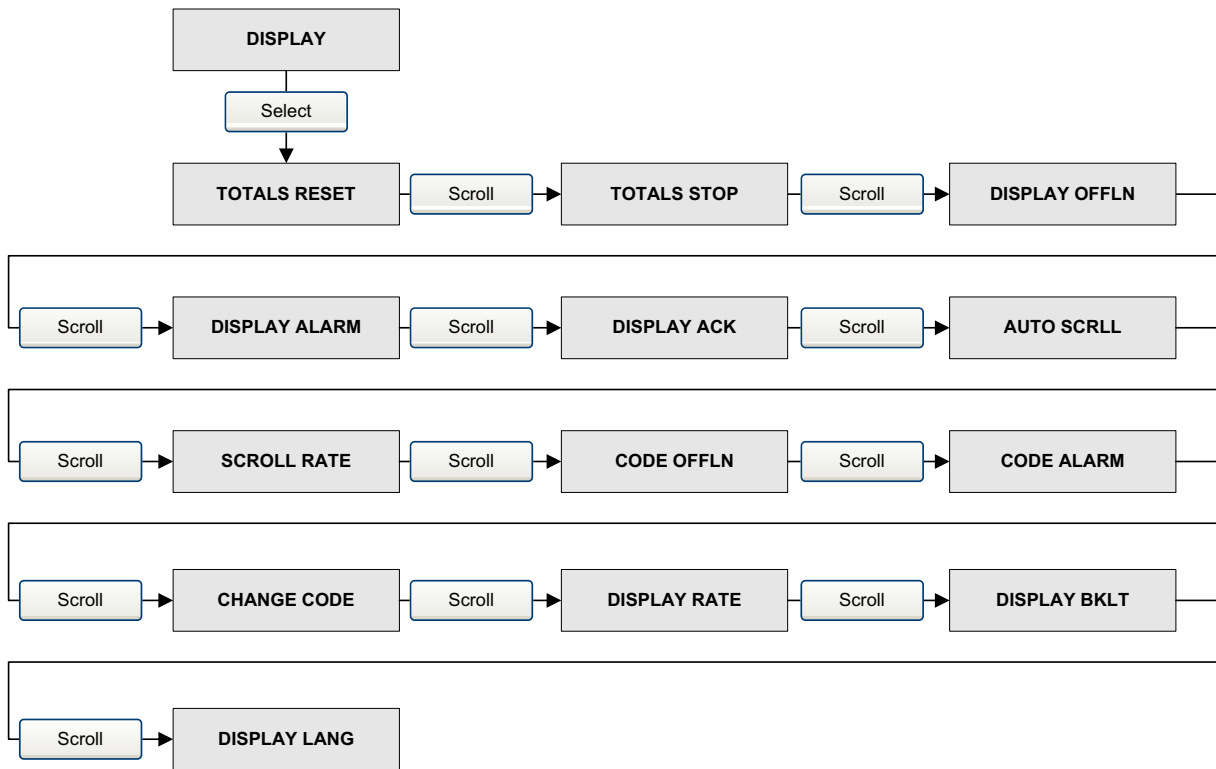 DISPLAY
Select
TOTALS RESET
Scroll
TOTALS STOP
Scroll
DISPLAY OFFLN
Scroll
DISPLAY ALARM
Scroll
DISPLAY ACK
Scroll
AUTO SCRLL
Scroll
SCROLL RATE
Scroll
CODE OFFLN
Scroll
CODE ALARM
Scroll
CHANGE CODE
Scroll
DISPLAY RATE
Scroll
DISPLAY BKLT
Scroll
DISPLAY LANG